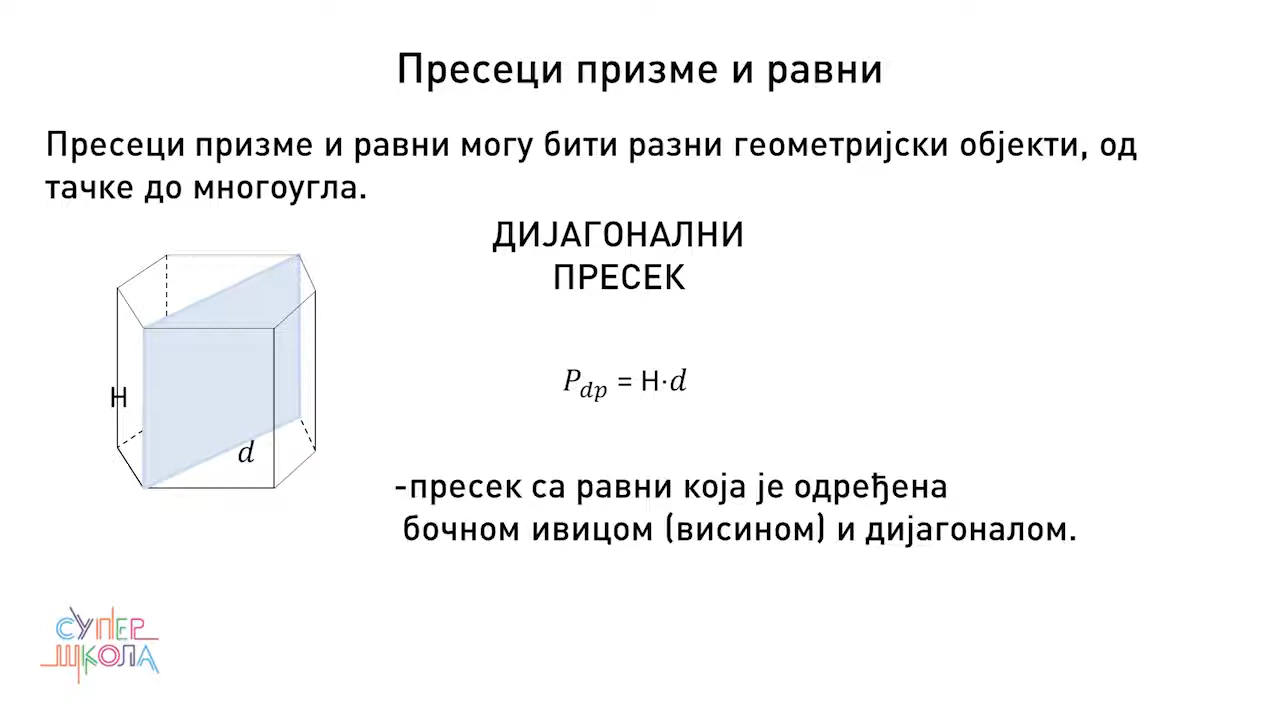 Пресеци призме и равни
Пресеци призме и равни могу бити разни геометријски објекти, од
тачке до многоугла.
ДИЈАГОНАЛНИ
ПРЕСЕК
H
d
P_dp = H·d
-пресек са равни која је одређена
бочном ивицом (висином) и дијагоналом.
СУПЕР
ШКОЛА